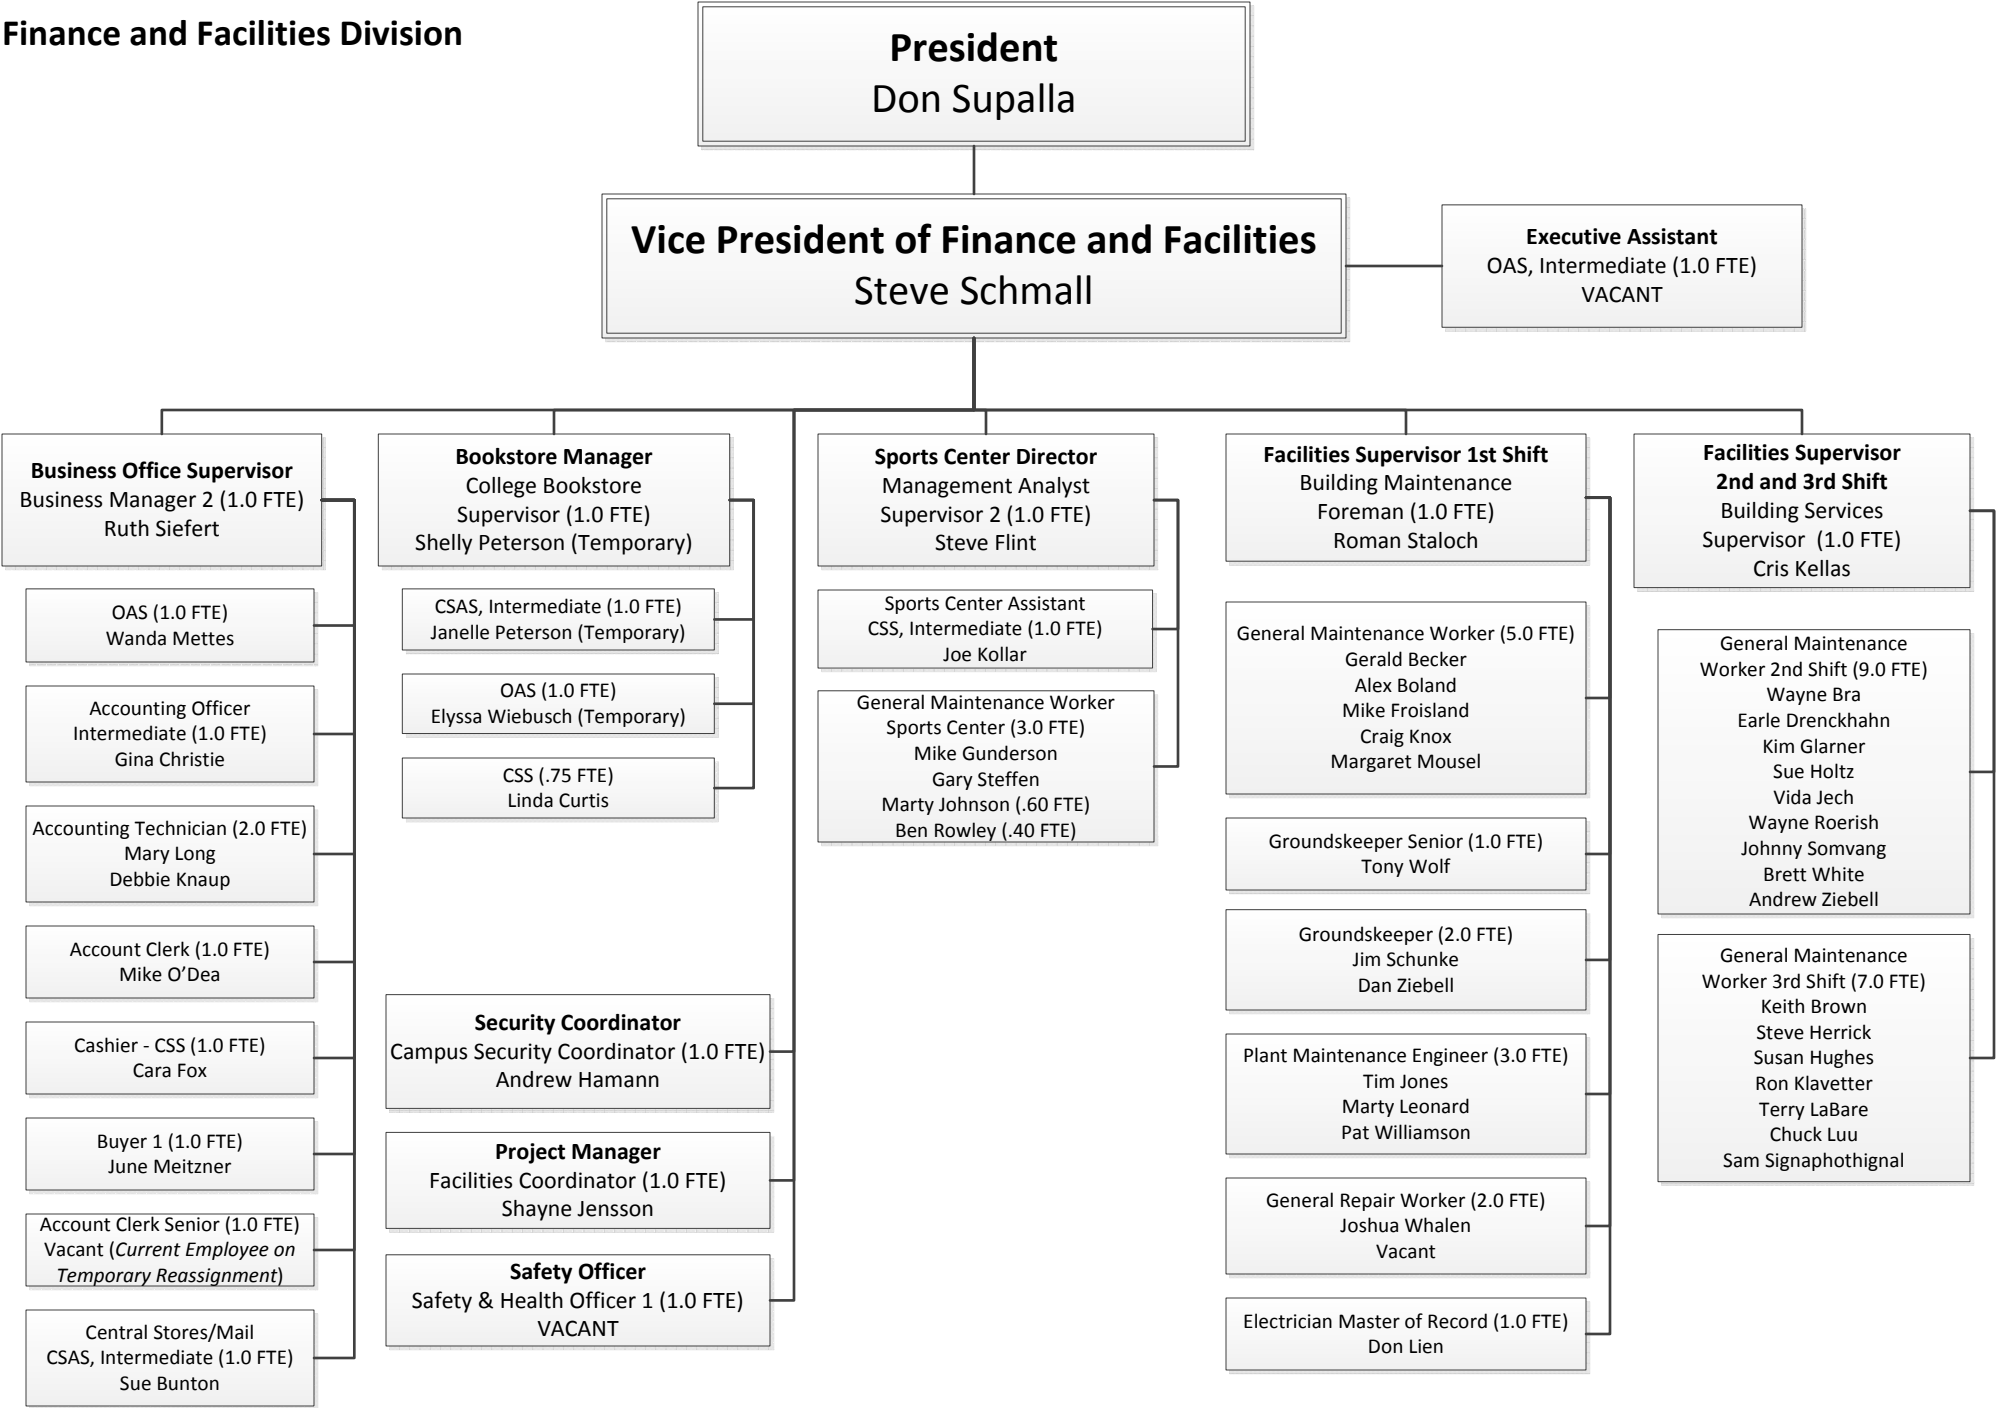 Finance and Facilities Division
President
Don Supalla
Vice President of Finance and Facilities
Steve Schmall
Executive Assistant
OAS, Intermediate (1.0 FTE)
VACANT
Business Office Supervisor
Business Manager 2 (1.0 FTE)
Ruth Siefert
OAS (1.0 FTE)
Wanda Mettes
Accounting Officer
Intermediate (1.0 FTE)
Gina Christie
Accounting Technician (2.0 FTE)
Mary Long
Debbie Knaup
Account Clerk (1.0 FTE)
Mike O’Dea
Cashier - CSS (1.0 FTE)
Cara Fox
Buyer 1 (1.0 FTE)
June Meitzner
Account Clerk Senior (1.0 FTE)
Vacant (Current Employee on
Temporary Reassignment)
Central Stores/Mail
CSAS, Intermediate (1.0 FTE)
Sue Bunton
Bookstore Manager
College Bookstore
Supervisor (1.0 FTE)
Shelly Peterson (Temporary)
CSAS, Intermediate (1.0 FTE)
Janelle Peterson (Temporary)
OAS (1.0 FTE)
Elyssa Wiebusch (Temporary)
CSS (.75 FTE)
Linda Curtis
Security Coordinator
Campus Security Coordinator (1.0 FTE)
Andrew Hamann
Project Manager
Facilities Coordinator (1.0 FTE)
Shayne Jensson
Safety Officer
Safety & Health Officer 1 (1.0 FTE)
VACANT
Sports Center Director
Management Analyst
Supervisor 2 (1.0 FTE)
Steve Flint
Sports Center Assistant
CSS, Intermediate (1.0 FTE)
Joe Kollar
General Maintenance Worker
Sports Center (3.0 FTE)
Mike Gunderson
Gary Steffen
Marty Johnson (.60 FTE)
Ben Rowley (.40 FTE)
Facilities Supervisor 1st Shift
Building Maintenance
Foreman (1.0 FTE)
Roman Staloch
General Maintenance Worker (5.0 FTE)
Gerald Becker
Alex Boland
Mike Froisland
Craig Knox
Margaret Mousel
Groundskeeper Senior (1.0 FTE)
Tony Wolf
Groundskeeper (2.0 FTE)
Jim Schunke
Dan Ziebell
Plant Maintenance Engineer (3.0 FTE)
Tim Jones
Marty Leonard
Pat Williamson
General Repair Worker (2.0 FTE)
Joshua Whalen
Vacant
Electrician Master of Record (1.0 FTE)
Don Lien
Facilities Supervisor
2nd and 3rd Shift
Building Services
Supervisor (1.0 FTE)
Cris Kellas
General Maintenance
Worker 2nd Shift (9.0 FTE)
Wayne Bra
Earle Drenckhahn
Kim Glarner
Sue Holtz
Vida Jech
Wayne Roerish
Johnny Somvang
Brett White
Andrew Ziebell
General Maintenance
Worker 3rd Shift (7.0 FTE)
Keith Brown
Steve Herrick
Susan Hughes
Ron Klavetter
Terry LaBare
Chuck Luu
Sam Signaphothignal